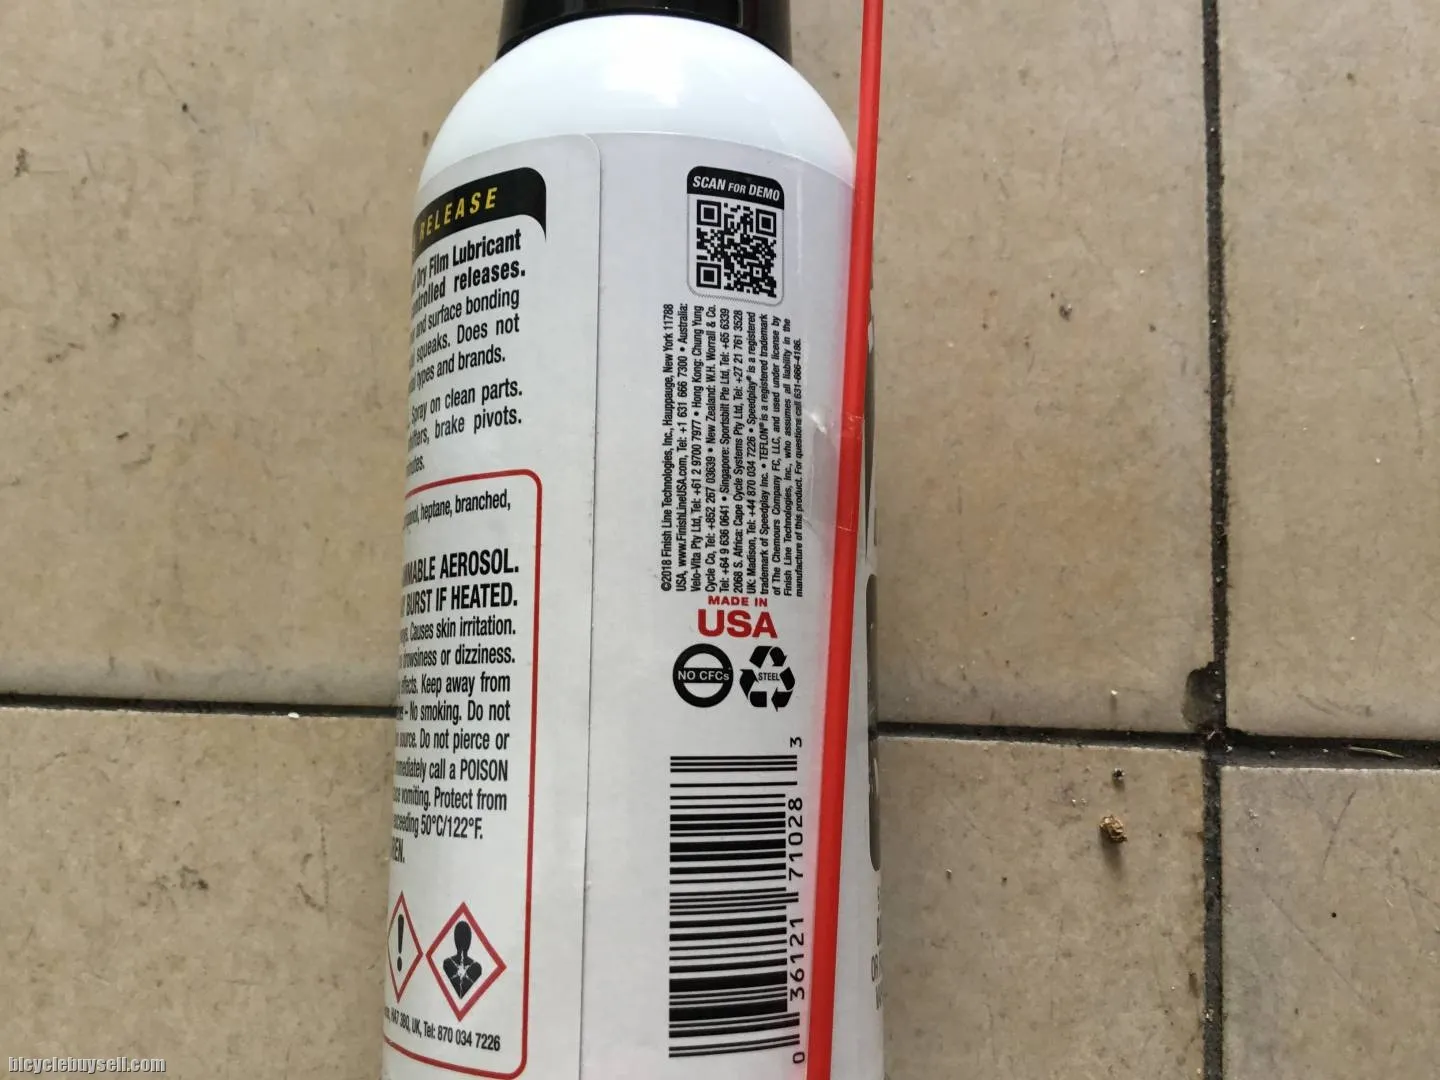 RELEASE
Dry Film Lubricant
controlled releases.
and surface bonding
squeaks. Does not
types and brands.
Spray on clean parts.
shifters, brake pivots.
minutes.
heptane, branched,
AEROSOL.
BURST IF HEATED.
Causes skin irritation.
drowsiness or dizziness.
effects. Keep away from
– No smoking. Do not
source. Do not pierce or
immediately call a POISON
vomiting. Protect from
exceeding 50°C/122°F.
UK, Tel: 870 034 7226
SCAN FOR DEMO
©2018 Finish Line Technologies, Inc., Hauppauge, New York 11788
USA, www.FinishLineUSA.com, Tel: +1 631 666 7300 • Australia:
Velo-Vita Pty Ltd, Tel: +61 2 9700 7977 • Hong Kong: Chung Yung
Cycle Co, Tel: +852 267 03639 • New Zealand: W.H. Worrall & Co.
Tel: +64 9 636 0641 • Singapore: Sportsbilt Pte Ltd, Tel: +65 6339
2068 S. Africa: Cape Cycle Systems Pty Ltd, Tel: +27 21 761 3528
UK: Madison, Tel: +44 870 034 7226 • Speedplay® is a registered
trademark of Speedplay Inc. • TEFLON® is a registered trademark
of The Chemours Company FC, LLC, and used under license by
Finish Line Technologies, Inc., who assumes all liability in the
manufacture of this product. For questions call 631-666-4186.
MADE IN
USA
NO CFCs
STEEL
0 36121 71028 3
bicyclebuysell.com